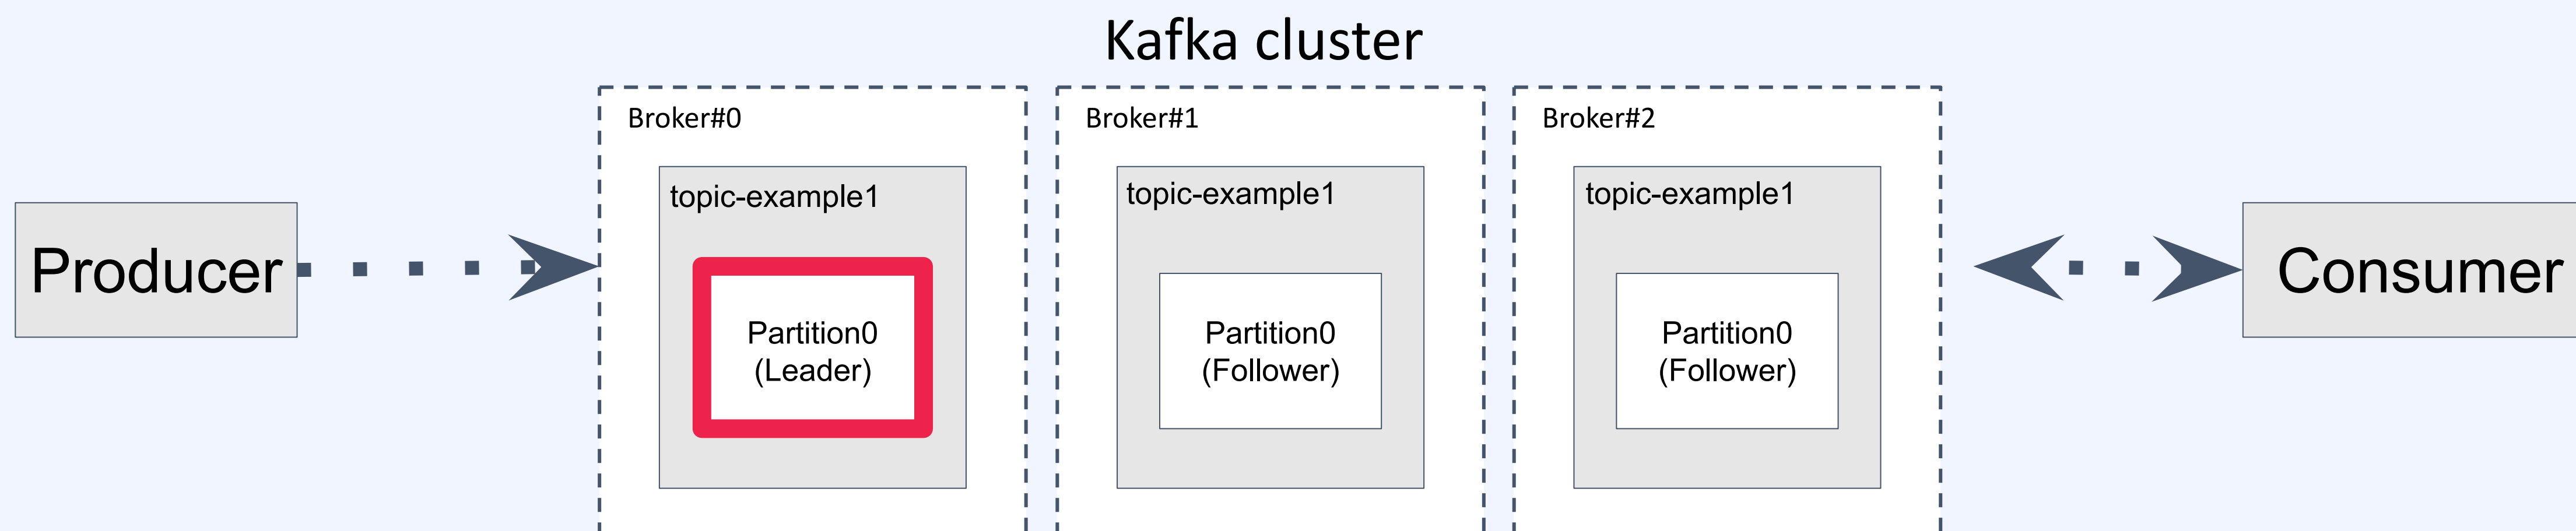 Kafka cluster
Broker#0
Broker#1
Broker#2
topic-example1
topic-example1
topic-example1
Producer
Partition0
(Leader)
Partition0
(Follower)
Partition0
(Follower)
Consumer